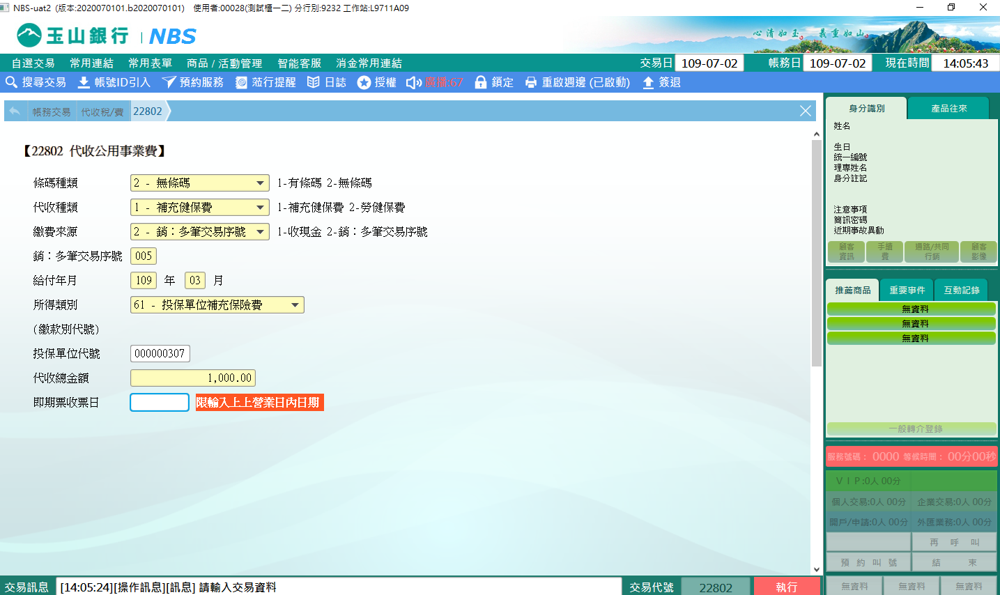 NBS-uat2 (版本:2020070101.b2020070101) 使用者:00028(測試櫃一二) 分行別:9232 工作站:L9711A09
玉山銀行 | NBS
心清如玉。義重如山。
自選交易 常用連結 常用表單 商品 / 活動管理 智能客服 消金常用連結 交易日 109-07-02 帳務日 109-07-02 現在時間 14:05:43
搜尋交易 帳號ID引入 預約服務 蒞行提醒 日誌 授權 廣播:67 鎖定 重啟週邊 (已啟動) 簽退
帳務交易 代收稅/費 22802
【22802 代收公用事業費】
條碼種類 2 - 無條碼 1-有條碼 2-無條碼
代收種類 1 - 補充健保費 1-補充健保費 2-勞健保費
繳費來源 2 - 銷：多筆交易序號 1-收現金 2-銷：多筆交易序號
銷：多筆交易序號 005
給付年月 109 年 03 月
所得類別 61 - 投保單位補充保險費
(繳款別代號)
投保單位代號 000000307
代收總金額 1,000.00
即期票收票日 限輸入上上營業日內日期
身分識別 產品往來
姓名
生日
統一編號
理專姓名
身分註記
注意事項
簡訊密碼
近期事故異動
顧客資訊 手續費 通路/共同行銷 顧客影像
推薦商品 重要事件 互動記錄
無資料
無資料
無資料
一般轉介登錄
服務號碼： 0000 等候時間： 00分00秒
ＶＩＰ:0人 00分
個人交易:0人 00分 企業交易:0人 00分
開戶/申請:0人 00分 外匯業務:0人 00分
再 呼 叫
預 約 叫 號 結 束
無資料 無資料 無資料
交易訊息 [14:05:24][操作訊息][訊息] 請輸入交易資料 交易代號 22802 執行